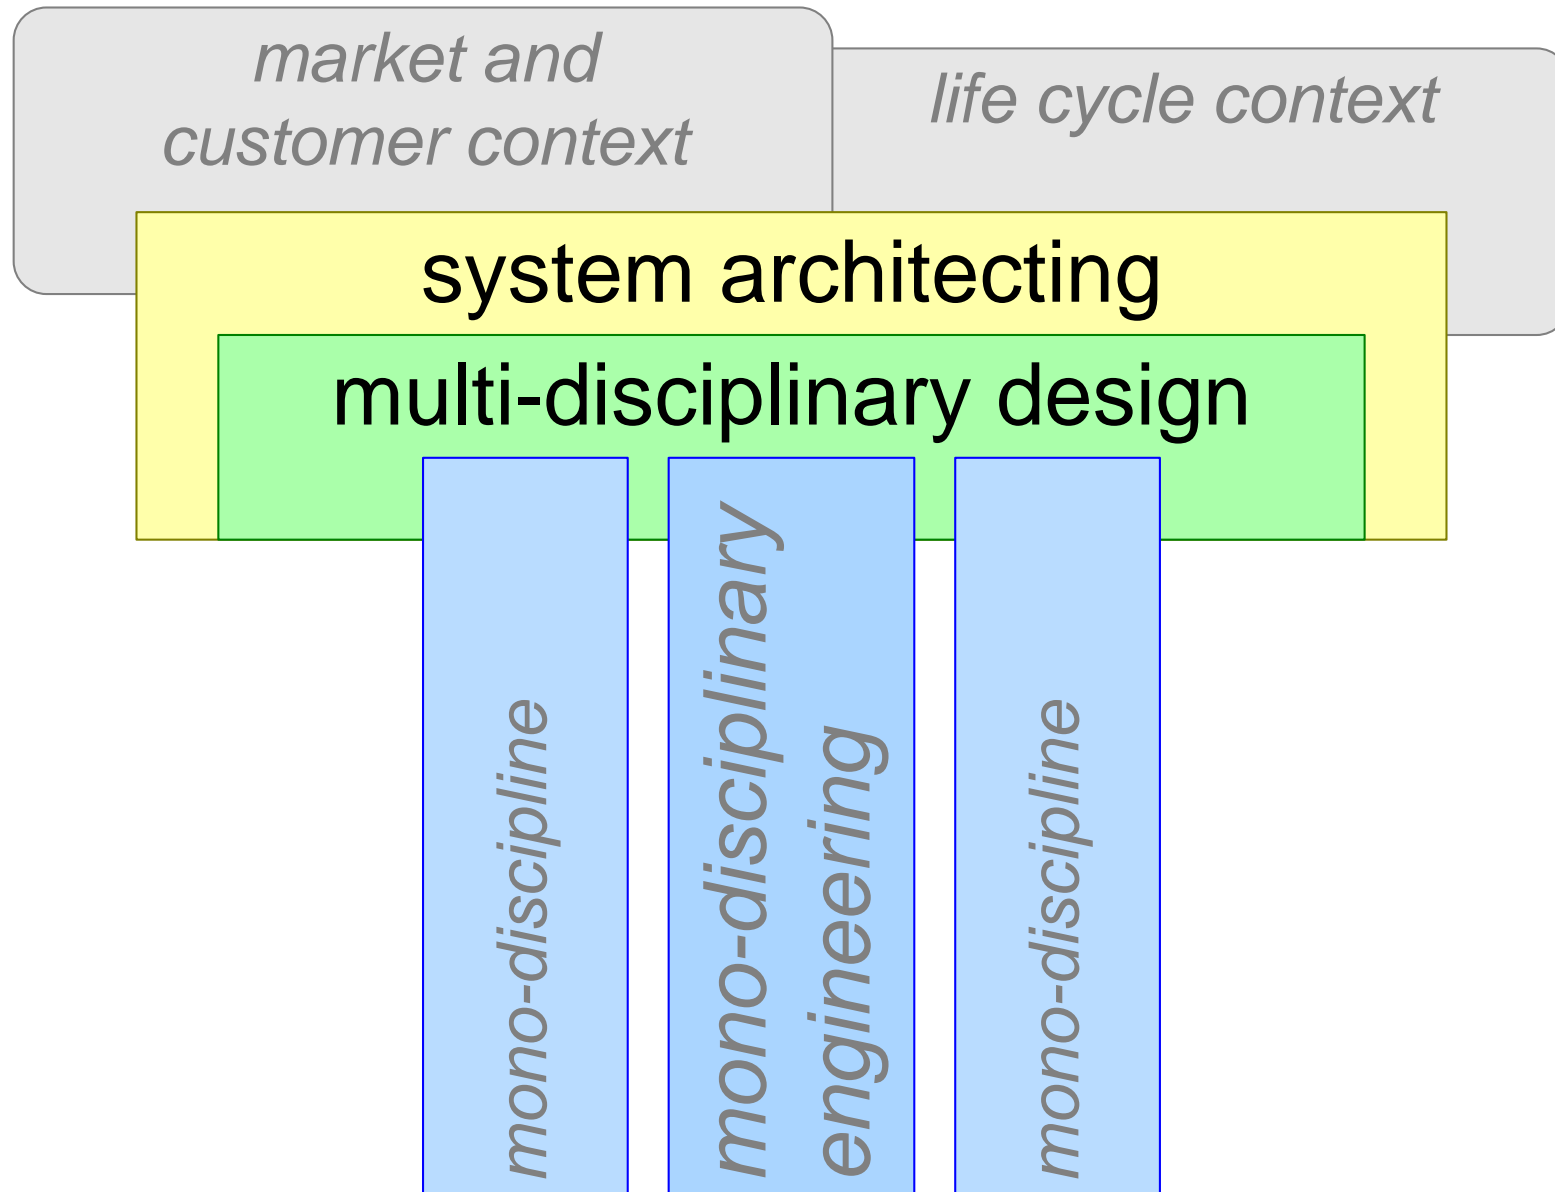 market and
customer context
life cycle context
system architecting
multi-disciplinary design
mono-discipline
mono-disciplinary
engineering
mono-discipline